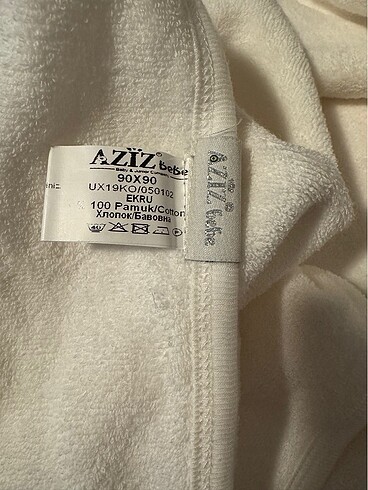 AZİZ bebe
Baby & Junior
90X90
UX19KO/050102
EKRU
100 Pamuk/Cotton
Хлопок/Бавовна
AZİZ bebe